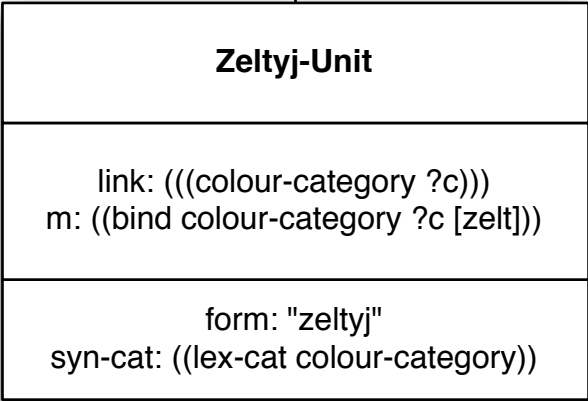 Zeltyj-Unit
link: (((colour-category ?c)))
m: ((bind colour-category ?c [zelt]))
form: "zeltyj"
syn-cat: ((lex-cat colour-category))